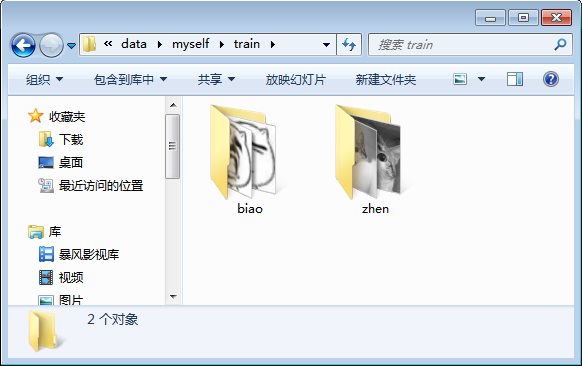 « data ▸ myself ▸ train ▸
搜索 train
组织 包含到库中 共享 放映幻灯片 新建文件夹
收藏夹
下载
桌面
最近访问的位置
库
暴风影视库
视频
图片
biao
zhen
2 个对象